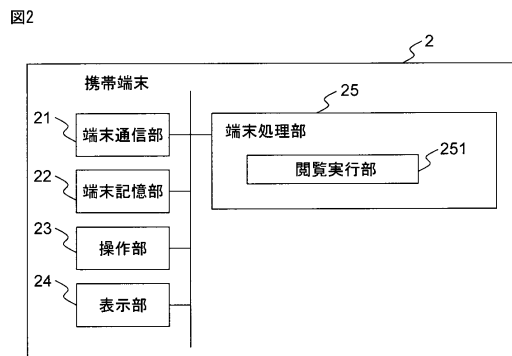 図2
2
携帯端末
25
21
端末通信部
端末処理部
251
閲覧実行部
22
端末記憶部
23
操作部
24
表示部